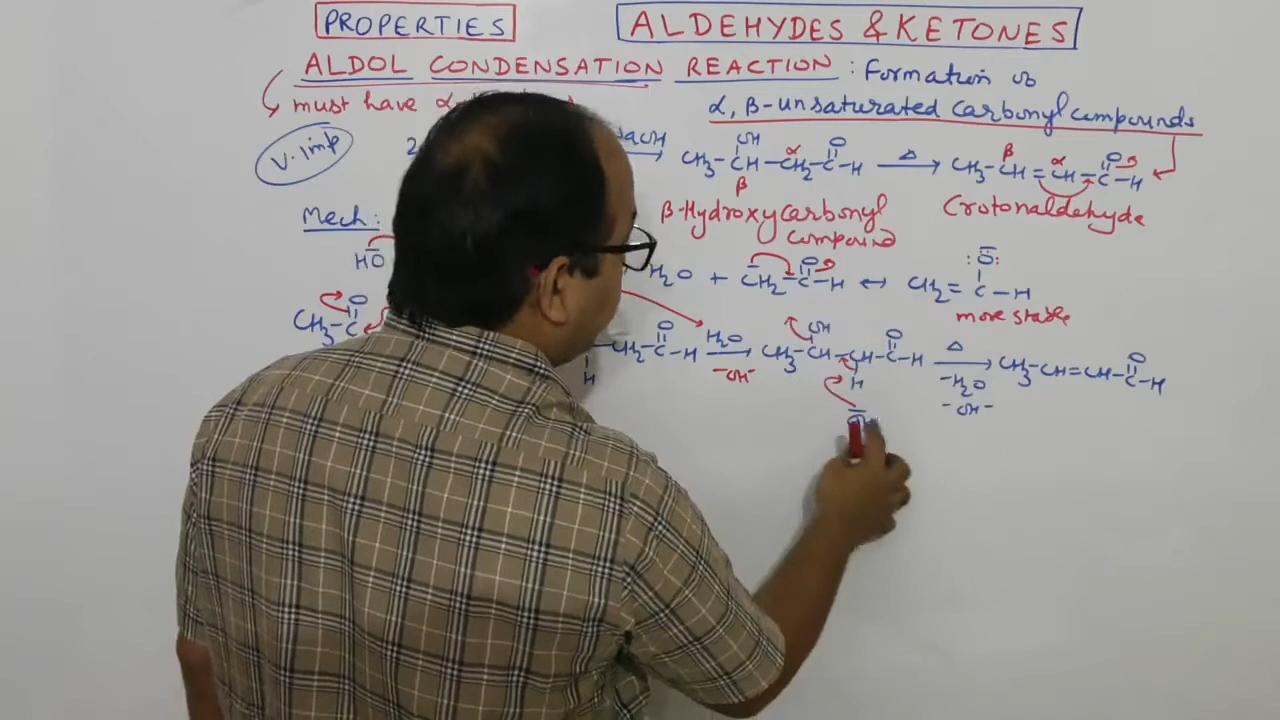 PROPERTIES
ALDEHYDES & KETONES
ALDOL CONDENSATION REACTION : Formation of
must have α
α, β-unsaturated carbonyl compounds
V. imp
2
CH₃-CH(OH)-CH₂-C(=O)-H —Δ→ CH₃-CH=CH-C(=O)-H
β α β α
β-Hydroxycarbonyl
compound
Crotonaldehyde
Mech:
HO⁻
H₂O + ⁻CH₂-C(=O)-H ↔ CH₂=C(:Ö:⁻)-H
more stable
CH₃-C=O
H
CH₂-C(=O)-H —H₂O→ CH₃-CH(OH)-CH(H)-C(=O)-H —Δ→ CH₃-CH=CH-C(=O)-H
-OH⁻
-H₂O
-OH⁻